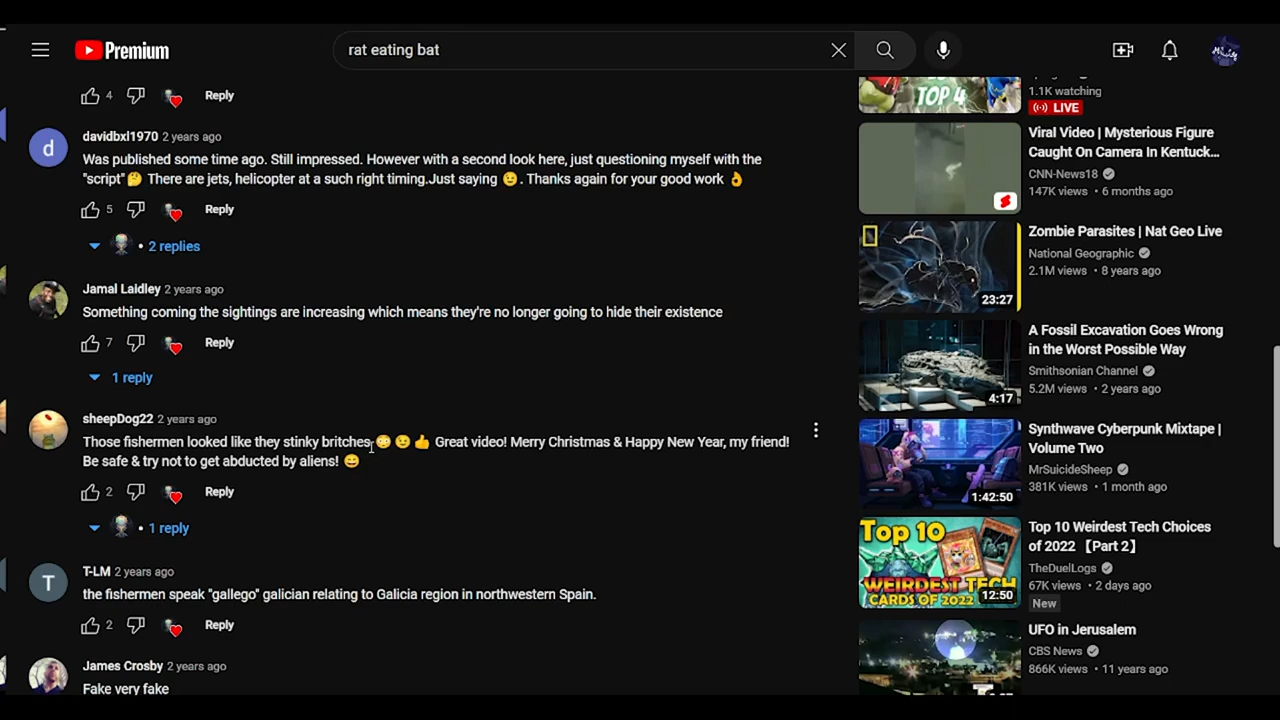 Premium
rat eating bat
4 Reply
davidbxl1970 2 years ago
Was published some time ago. Still impressed. However with a second look here, just questioning myself with the
"script"🤔 There are jets, helicopter at a such right timing.Just saying 😉. Thanks again for your good work 👌
5 Reply
• 2 replies
Jamal Laidley 2 years ago
Something coming the sightings are increasing which means they're no longer going to hide their existence
7 Reply
1 reply
sheepDog22 2 years ago
Those fishermen looked like they stinky britches 😳 😉 👍 Great video! Merry Christmas & Happy New Year, my friend!
Be safe & try not to get abducted by aliens! 😄
2 Reply
• 1 reply
T-LM 2 years ago
T
the fishermen speak "gallego" galician relating to Galicia region in northwestern Spain.
2 Reply
James Crosby 2 years ago
Fake very fake
TOP 4
1.1K watching
LIVE
Viral Video | Mysterious Figure
Caught On Camera In Kentuck...
CNN-News18
147K views • 6 months ago
Zombie Parasites | Nat Geo Live
National Geographic
2.1M views • 8 years ago
23:27
A Fossil Excavation Goes Wrong
in the Worst Possible Way
Smithsonian Channel
5.2M views • 2 years ago
4:17
Synthwave Cyberpunk Mixtape |
Volume Two
MrSuicideSheep
381K views • 1 month ago
1:42:50
Top 10
WEIRDEST TECH
CARDS OF 2022
12:50
Top 10 Weirdest Tech Choices
of 2022 【Part 2】
TheDuelLogs
67K views • 2 days ago
New
UFO in Jerusalem
CBS News
866K views • 11 years ago